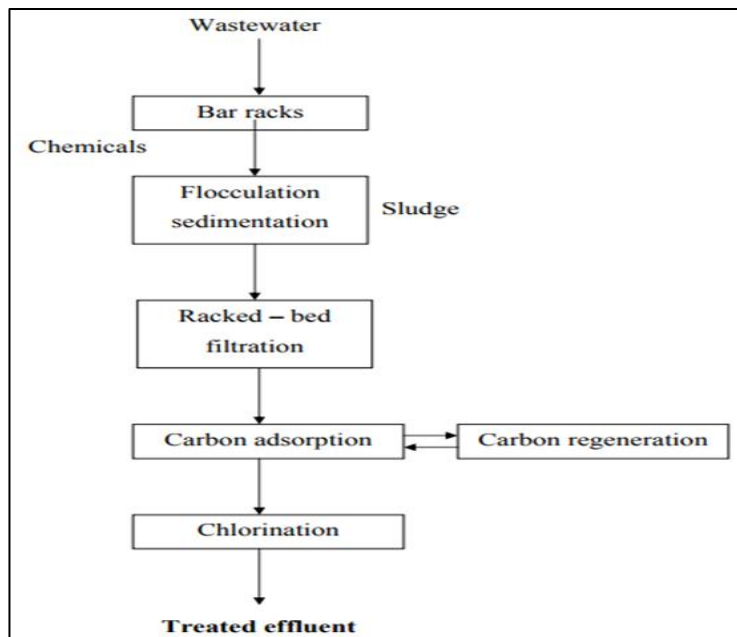 Wastewater
Bar racks
Chemicals
Flocculation
sedimentation
Sludge
Racked – bed
filtration
Carbon adsorption
Carbon regeneration
Chlorination
Treated effluent